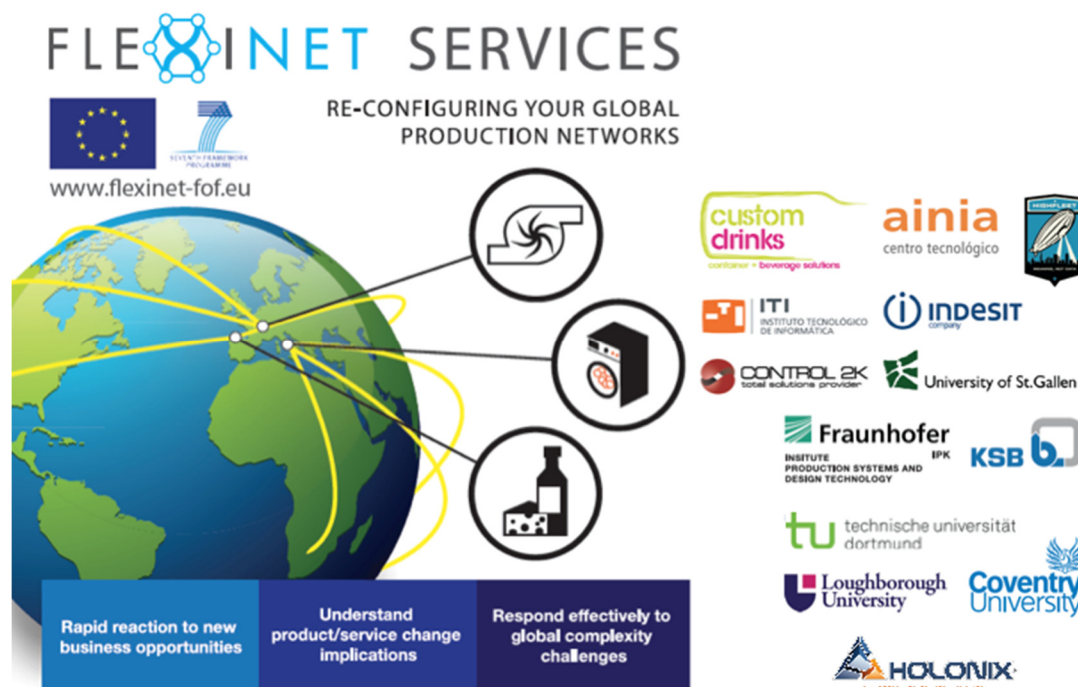 FLEXINET SERVICES
RE-CONFIGURING YOUR GLOBAL
PRODUCTION NETWORKS
SEVENTH FRAMEWORK
PROGRAMME
www.flexinet-fof.eu
custom
drinks
container + beverage solutions
ainia
centro tecnológico
HIGHFLEET
ITI
INSTITUTO TECNOLÓGICO
DE INFORMÁTICA
indesit
company
CONTROL 2K
total solutions provider
University of St.Gallen
Fraunhofer
IPK
INSITUTE
PRODUCTION SYSTEMS AND
DESIGN TECHNOLOGY
KSB b.
tu technische universität
dortmund
Loughborough
University
Coventry
University
HOLONIX
Rapid reaction to new
business opportunities
Understand
product/service change
implications
Respond effectively to
global complexity
challenges